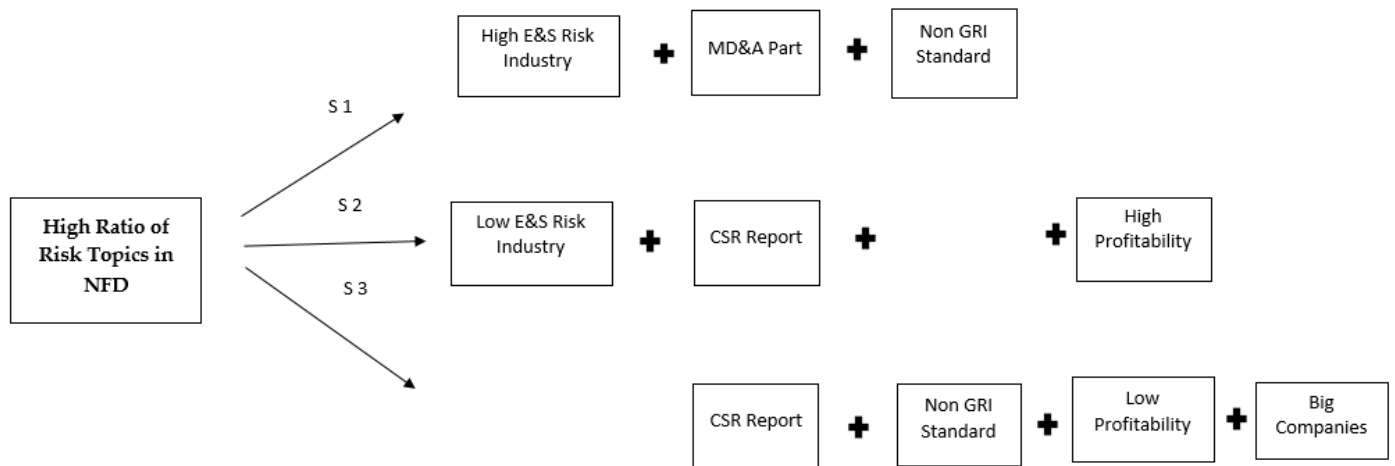 High E&S Risk
Industry
MD&A Part
Non GRI
Standard
S 1
High Ratio of
Risk Topics in
NFD
S 2
Low E&S Risk
Industry
CSR Report
High
Profitability
S 3
CSR Report
Non GRI
Standard
Low
Profitability
Big
Companies